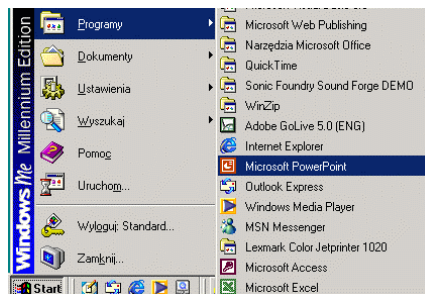 Programy
Dokumenty
Ustawienia
Wyszukaj
Pomoc
Uruchom...
Wyloguj: Standard...
Zamknij...
Start
Windows Me Millennium Edition
Microsoft Web Publishing
Narzędzia Microsoft Office
QuickTime
Sonic Foundry Sound Forge DEMO
WinZip
Adobe GoLive 5.0 (ENG)
Internet Explorer
Microsoft PowerPoint
Outlook Express
Windows Media Player
MSN Messenger
Lexmark Color Jetprinter 1020
Microsoft Access
Microsoft Excel